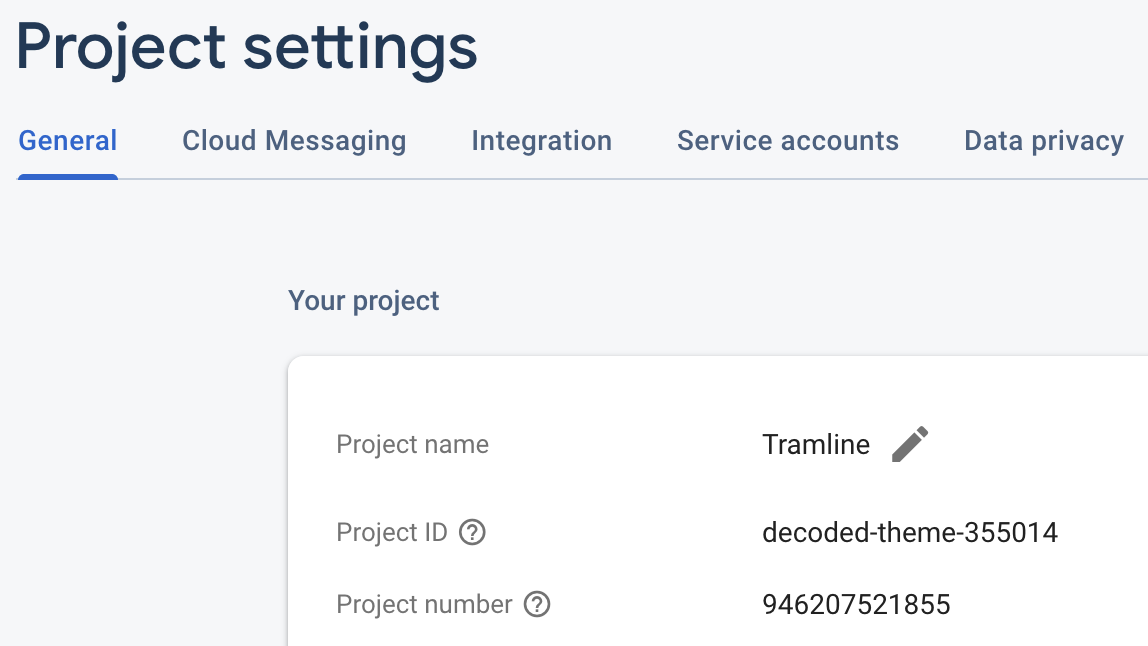 Project settings
General Cloud Messaging Integration Service accounts Data privacy
Your project
Project name Tramline
Project ID decoded-theme-355014
Project number 946207521855